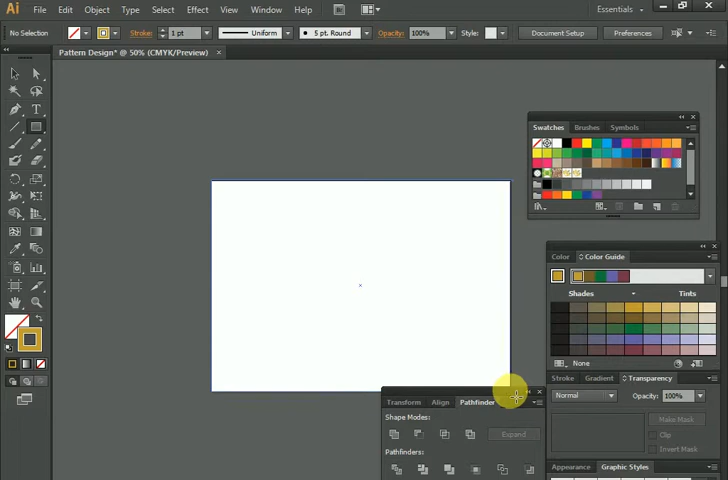 Ai File Edit Object Type Select Effect View Window Help Br Essentials
No Selection Stroke: 1 pt Uniform 5 pt. Round Opacity: 100% Style: Document Setup Preferences
Pattern Design* @ 50% (CMYK/Preview) ×
Swatches Brushes Symbols
Color Color Guide
Shades Tints
None
Stroke Gradient Transparency
Normal Opacity: 100%
Make Mask
Clip
Invert Mask
Appearance Graphic Styles
Transform Align Pathfinder
Shape Modes:
Expand
Pathfinders: